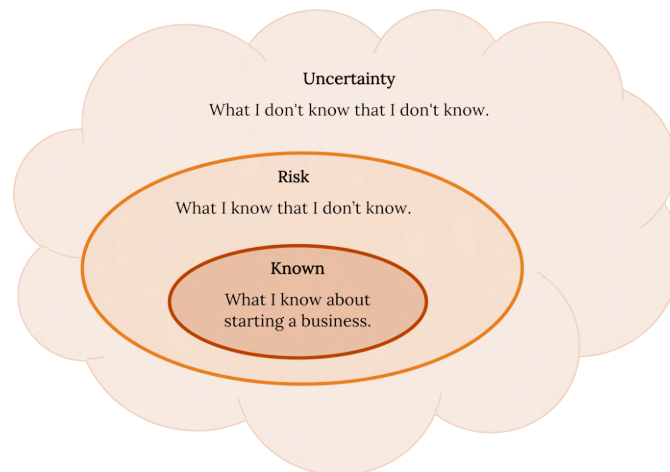 Uncertainty
What I don't know that I don't know.
Risk
What I know that I don’t know.
Known
What I know about
starting a business.